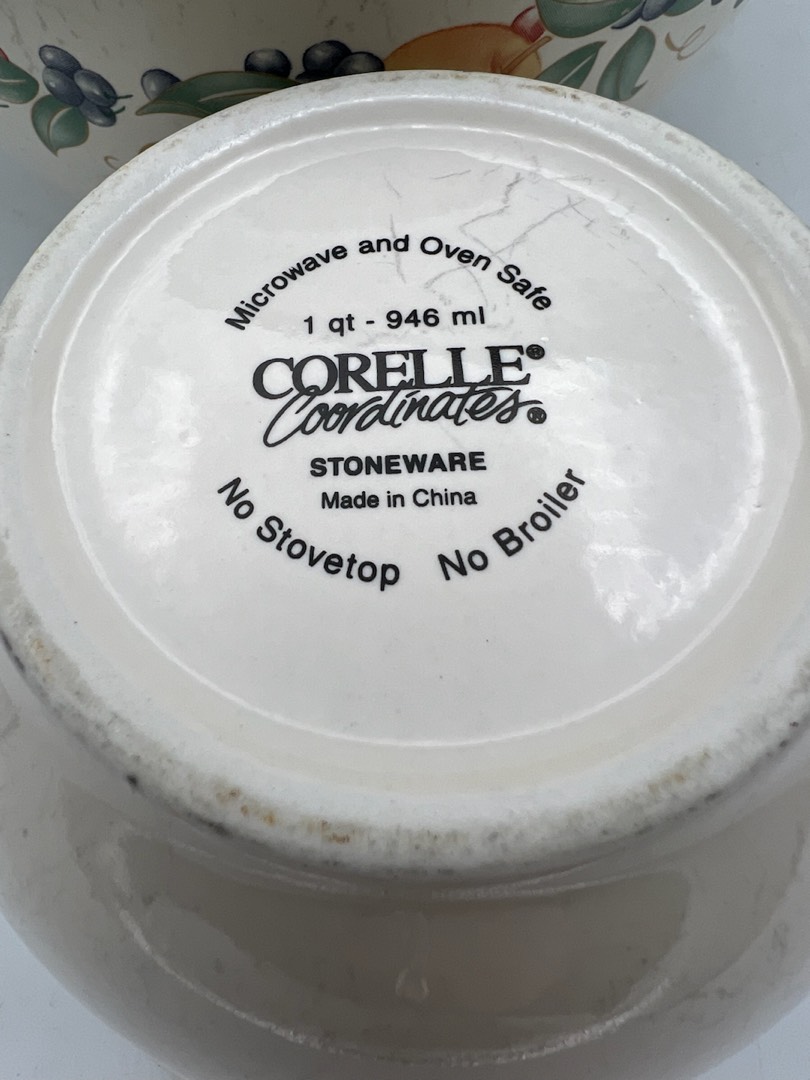 Microwave and Oven Safe
1 qt - 946 ml
CORELLE®
Coordinates®
STONEWARE
Made in China
No Stovetop No Broiler